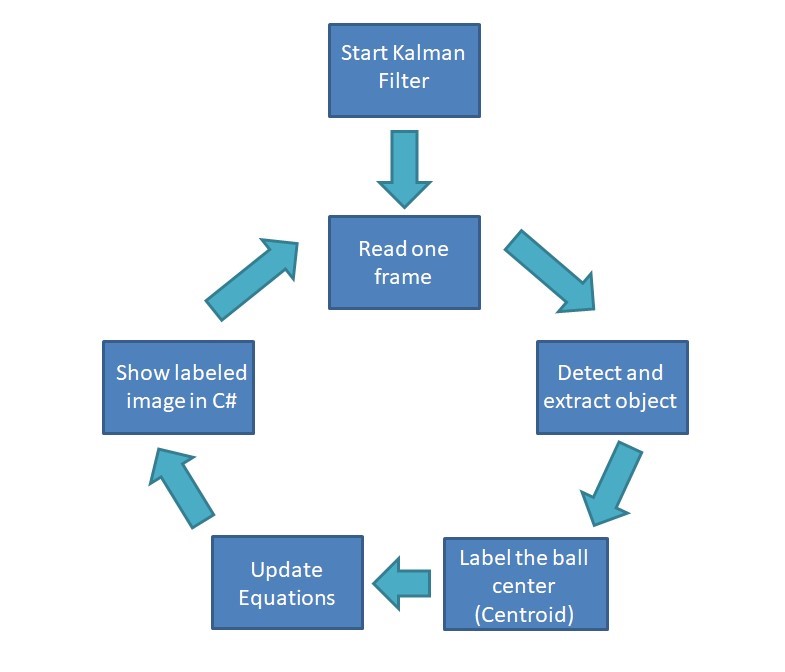 Start Kalman
Filter
Read one
frame
Detect and
extract object
Label the ball
center
(Centroid)
Update
Equations
Show labeled
image in C#